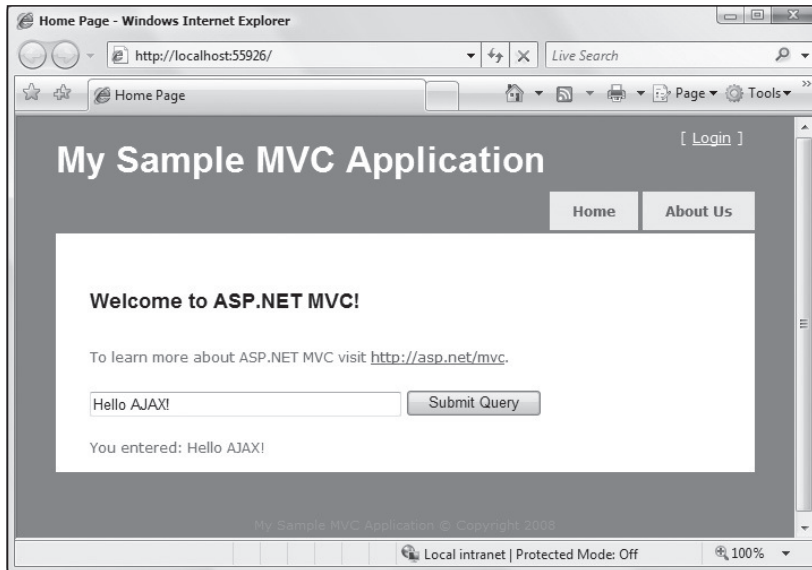 Home Page - Windows Internet Explorer
http://localhost:55926/
Live Search
Home Page
Page
Tools
[ Login ]
My Sample MVC Application
Home
About Us
Welcome to ASP.NET MVC!
To learn more about ASP.NET MVC visit http://asp.net/mvc.
Hello AJAX!
Submit Query
You entered: Hello AJAX!
My Sample MVC Application © Copyright 2008
Local intranet | Protected Mode: Off
100%